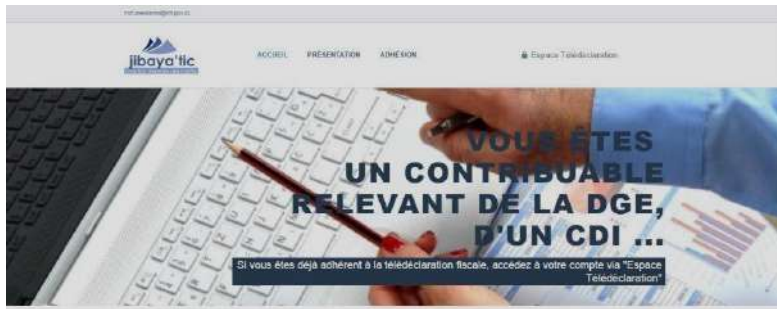 jibaya'tic
ACCUEIL PRÉSENTATION ADHÉSION Espace Télédéclaration
VOUS ÊTES
UN CONTRIBUABLE
RELEVANT DE LA DGE,
D'UN CDI ...
Si vous êtes déjà adhérent à la télédéclaration fiscale, accédez à votre compte via "Espace
Télédéclaration"